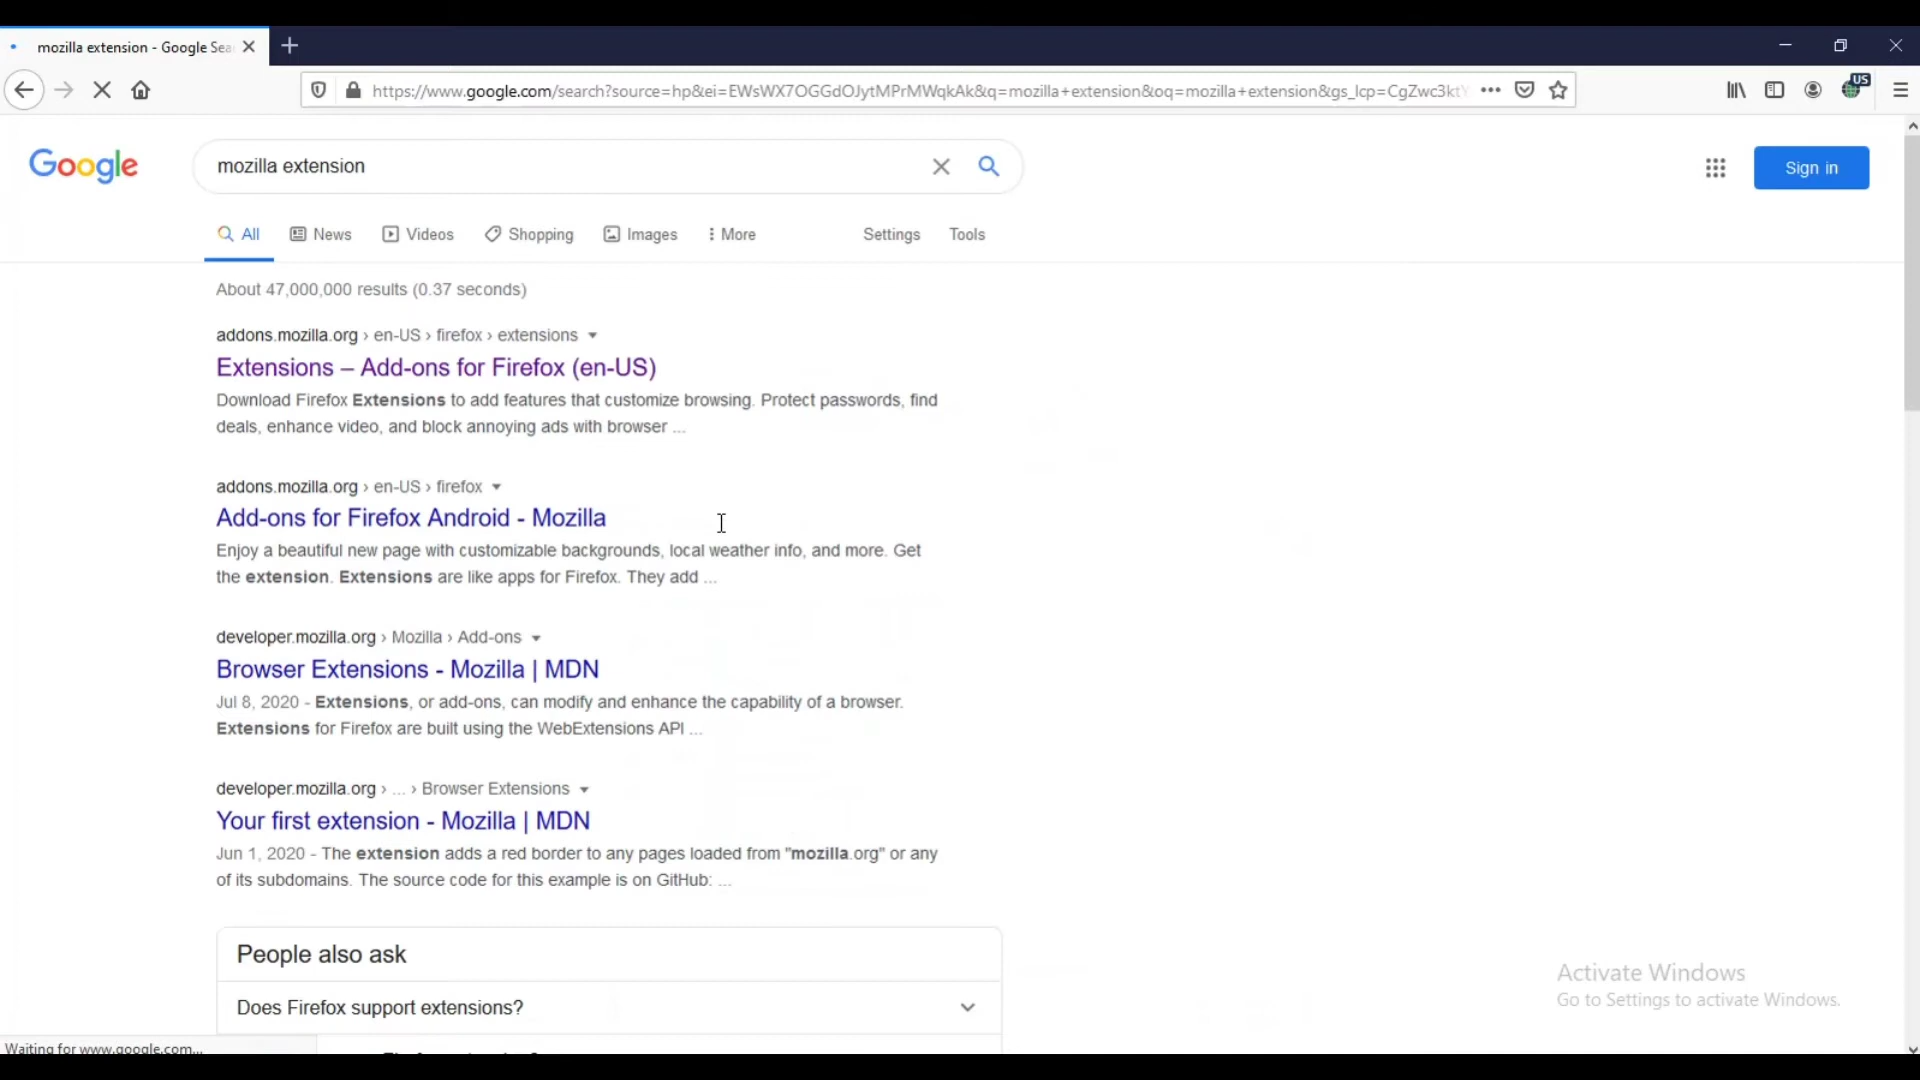 mozilla extension - Google Sea
US
https://www.google.com/search?source=hp&ei=EWsWX7OGGdOJytMPrMWqkAk&q=mozilla+extension&oq=mozilla+extension&gs_lcp=CgZwc3ktY
Google
mozilla extension
Sign in
All News Videos Shopping Images More Settings Tools
About 47,000,000 results (0.37 seconds)
addons.mozilla.org › en-US › firefox › extensions
Extensions – Add-ons for Firefox (en-US)
Download Firefox Extensions to add features that customize browsing. Protect passwords, find
deals, enhance video, and block annoying ads with browser ...
addons.mozilla.org › en-US › firefox
Add-ons for Firefox Android - Mozilla
Enjoy a beautiful new page with customizable backgrounds, local weather info, and more. Get
the extension. Extensions are like apps for Firefox. They add ...
developer.mozilla.org › Mozilla › Add-ons
Browser Extensions - Mozilla | MDN
Jul 8, 2020 - Extensions, or add-ons, can modify and enhance the capability of a browser.
Extensions for Firefox are built using the WebExtensions API ...
developer.mozilla.org › ... › Browser Extensions
Your first extension - Mozilla | MDN
Jun 1, 2020 - The extension adds a red border to any pages loaded from "mozilla.org" or any
of its subdomains. The source code for this example is on GitHub: ...
People also ask
Does Firefox support extensions?
Activate Windows
Go to Settings to activate Windows.
Waiting for www.google.com...